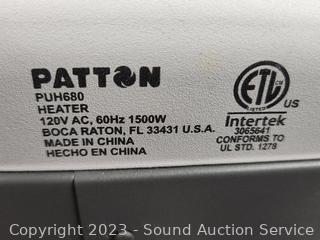 PATTON
PUH680
HEATER
120V AC, 60Hz 1500W
BOCA RATON, FL 33431 U.S.A.
MADE IN CHINA
HECHO EN CHINA
ETL
LISTED
US
Intertek
3065641
CONFORMS TO
UL STD. 1278
Copyright 2023 - Sound Auction Service